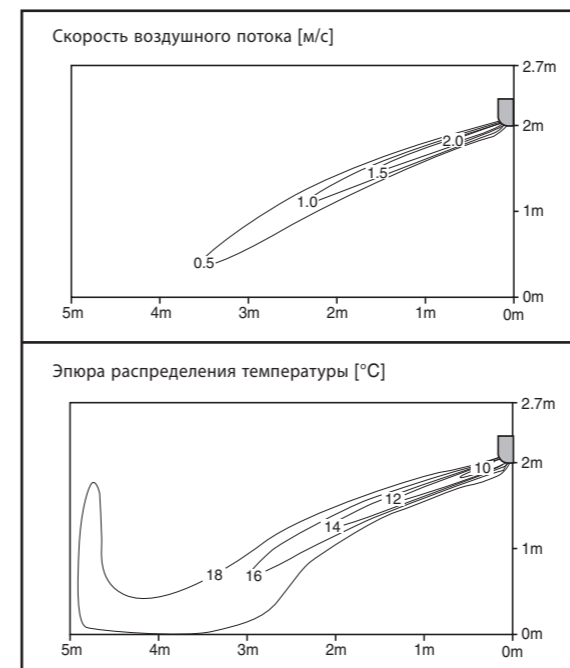 Скорость воздушного потока [м/с]
2.7m
2m
2.0
1.5
1.0
1m
0.5
0m
5m 4m 3m 2m 1m 0m
Эпюра распределения температуры [°C]
2.7m
10
2m
12
14
18 16
1m
0m
5m 4m 3m 2m 1m 0m